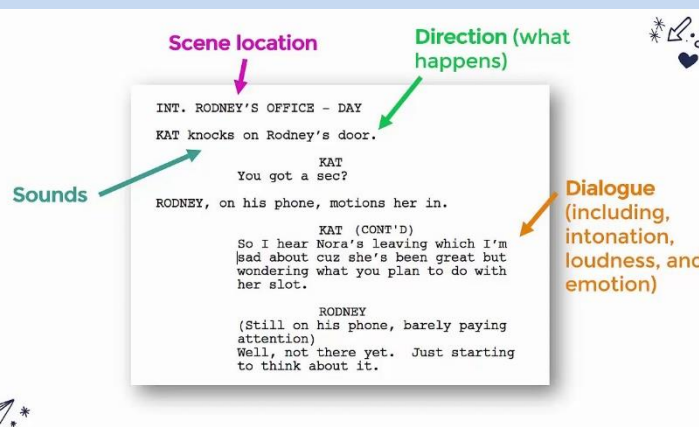 Scene location
Direction (what
happens)
INT. RODNEY'S OFFICE - DAY
KAT knocks on Rodney's door.
KAT
You got a sec?
Sounds
RODNEY, on his phone, motions her in.
KAT (CONT'D)
So I hear Nora's leaving which I'm
sad about cuz she's been great but
wondering what you plan to do with
her slot.
Dialogue
(including,
intonation,
loudness, and
emotion)
RODNEY
(Still on his phone, barely paying
attention)
Well, not there yet. Just starting
to think about it.